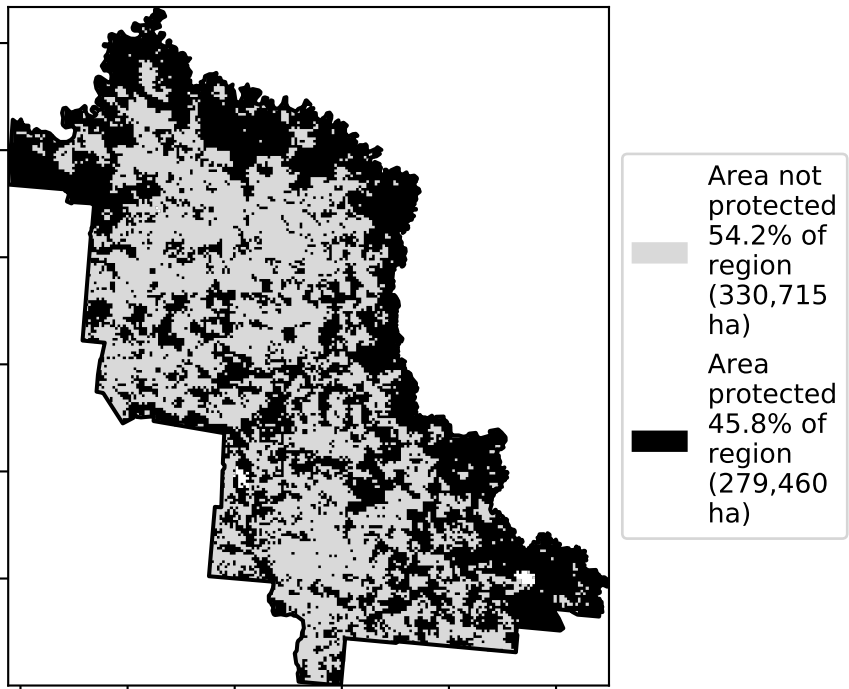 Area not
protected
54.2% of
region
(330,715
ha)
Area
protected
45.8% of
region
(279,460
ha)